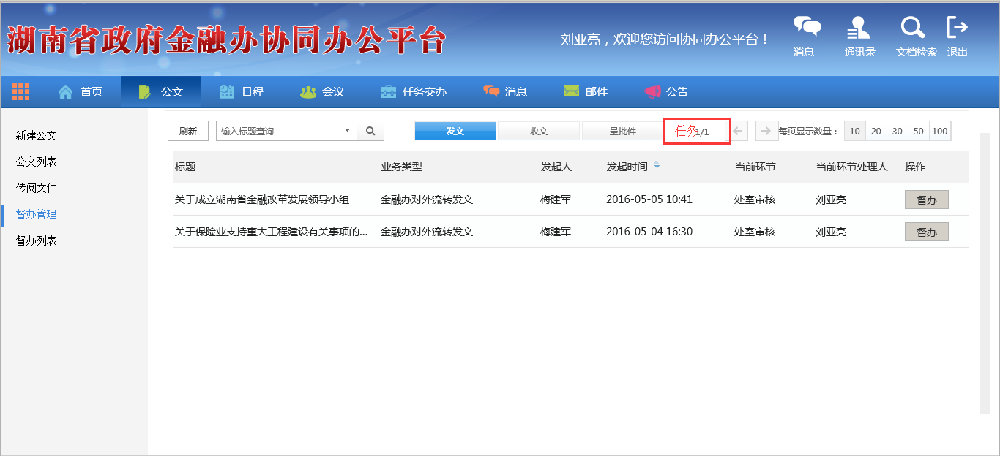 湖南省政府金融办协同办公平台
刘亚亮，欢迎您访问协同办公平台！
消息 通讯录 文档检索 退出
首页 公文 日程 会议 任务交办 消息 邮件 公告
新建公文
公文列表
传阅文件
督办管理
督办列表
刷新 输入标题查询 发文 收文 呈批件 任务1/1 每页显示数量： 10 20 30 50 100
标题 业务类型 发起人 发起时间 当前环节 当前环节处理人 操作
关于成立湖南省金融改革发展领导小组 金融办对外流转发文 梅建军 2016-05-05 10:41 处室审核 刘亚亮 督办
关于保险业支持重大工程建设有关事项的... 金融办对外流转发文 梅建军 2016-05-04 16:30 处室审核 刘亚亮 督办